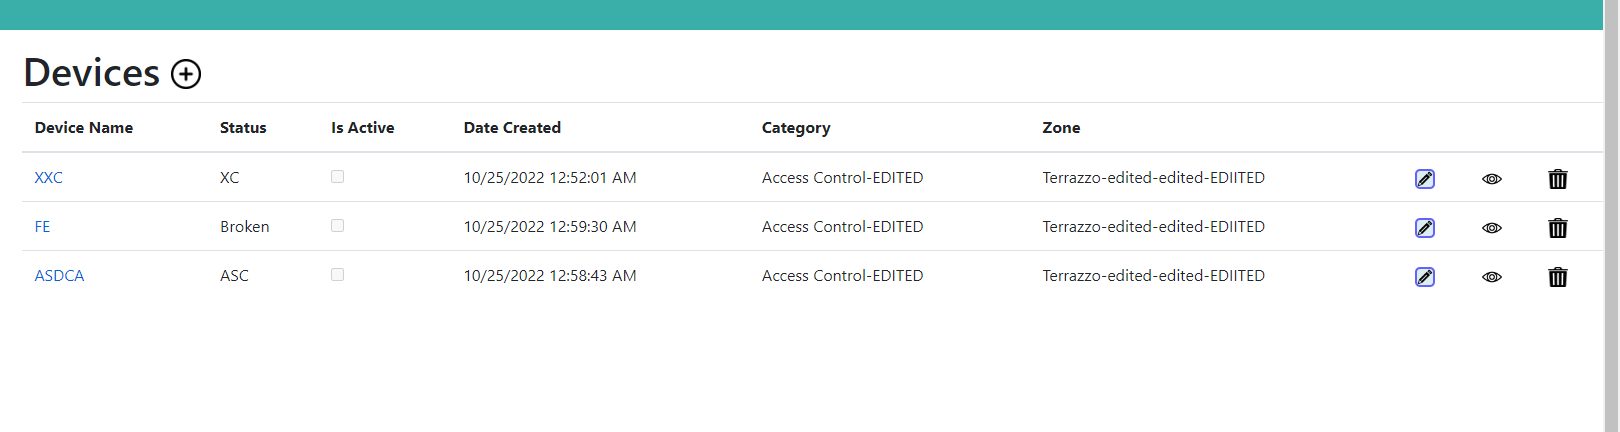 Devices
Device Name Status Is Active Date Created Category Zone
XXC XC 10/25/2022 12:52:01 AM Access Control-EDITED Terrazzo-edited-edited-EDIITED
FE Broken 10/25/2022 12:59:30 AM Access Control-EDITED Terrazzo-edited-edited-EDIITED
ASDCA ASC 10/25/2022 12:58:43 AM Access Control-EDITED Terrazzo-edited-edited-EDIITED